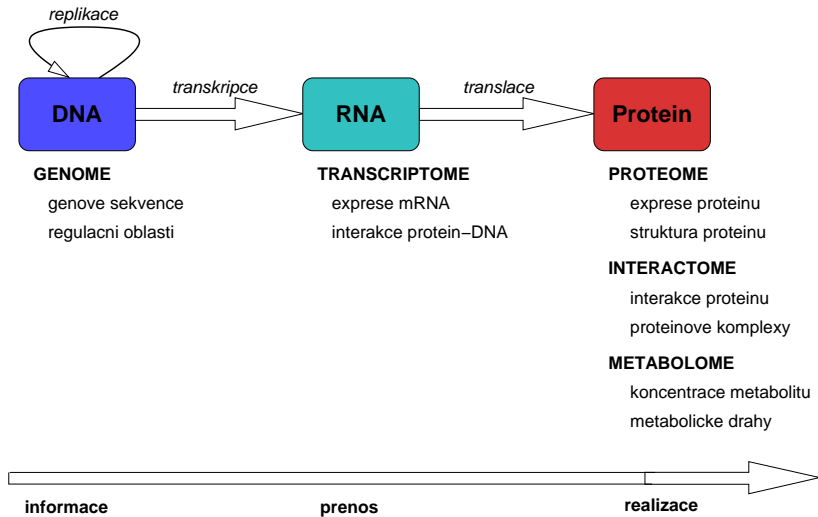 replikace
transkripce
translace
DNA
RNA
Protein
GENOME
genove sekvence
regulacni oblasti
TRANSCRIPTOME
exprese mRNA
interakce protein−DNA
PROTEOME
exprese proteinu
struktura proteinu
INTERACTOME
interakce proteinu
proteinove komplexy
METABOLOME
koncentrace metabolitu
metabolicke drahy
informace
prenos
realizace